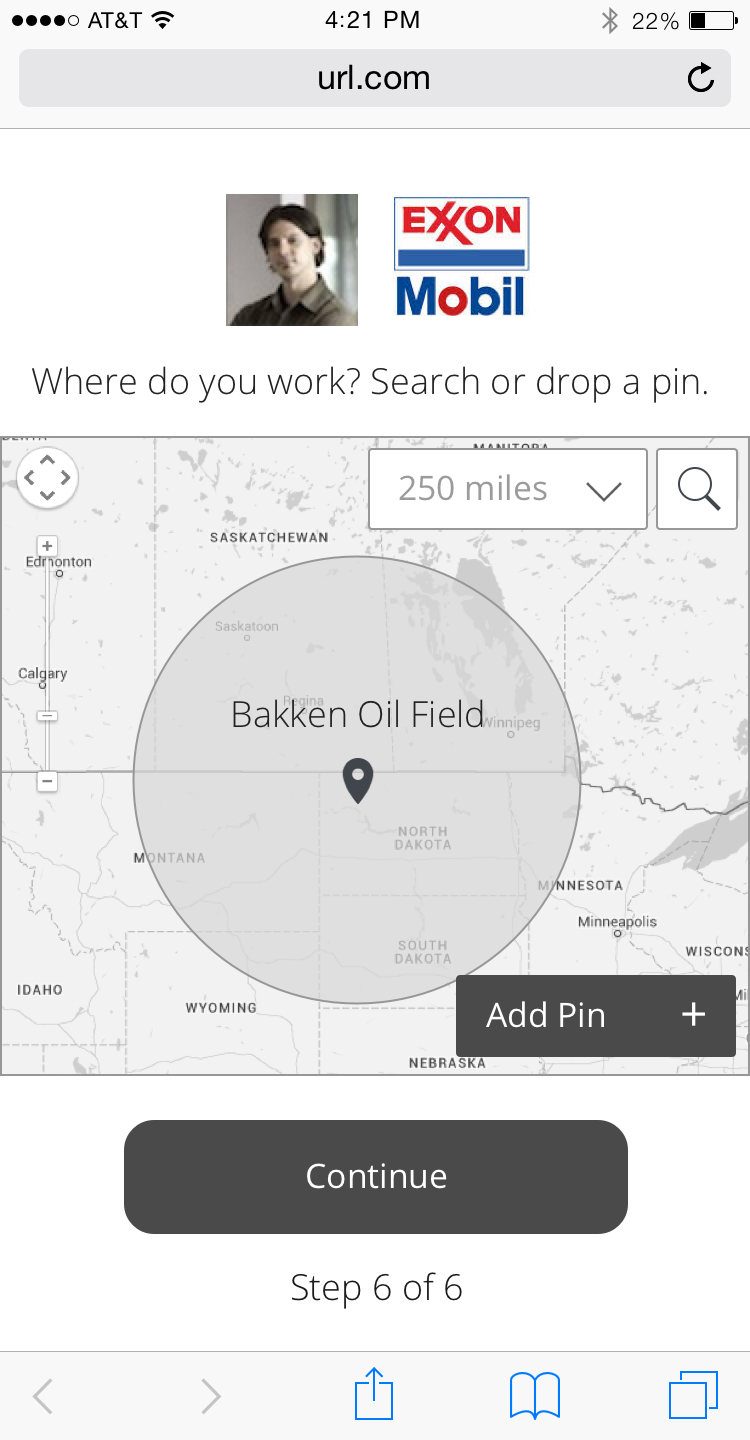 AT&T 4:21 PM 22%
url.com
EXXON
Mobil
Where do you work? Search or drop a pin.
MANITOBA
250 miles
SASKATCHEWAN
Edmonton
Saskatoon
Calgary
Regina
Bakken Oil Field
Winnipeg
NORTH
DAKOTA
MONTANA
MINNESOTA
Minneapolis
SOUTH
DAKOTA
WISCONS
IDAHO
Mi
WYOMING
Add Pin +
NEBRASKA
Continue
Step 6 of 6